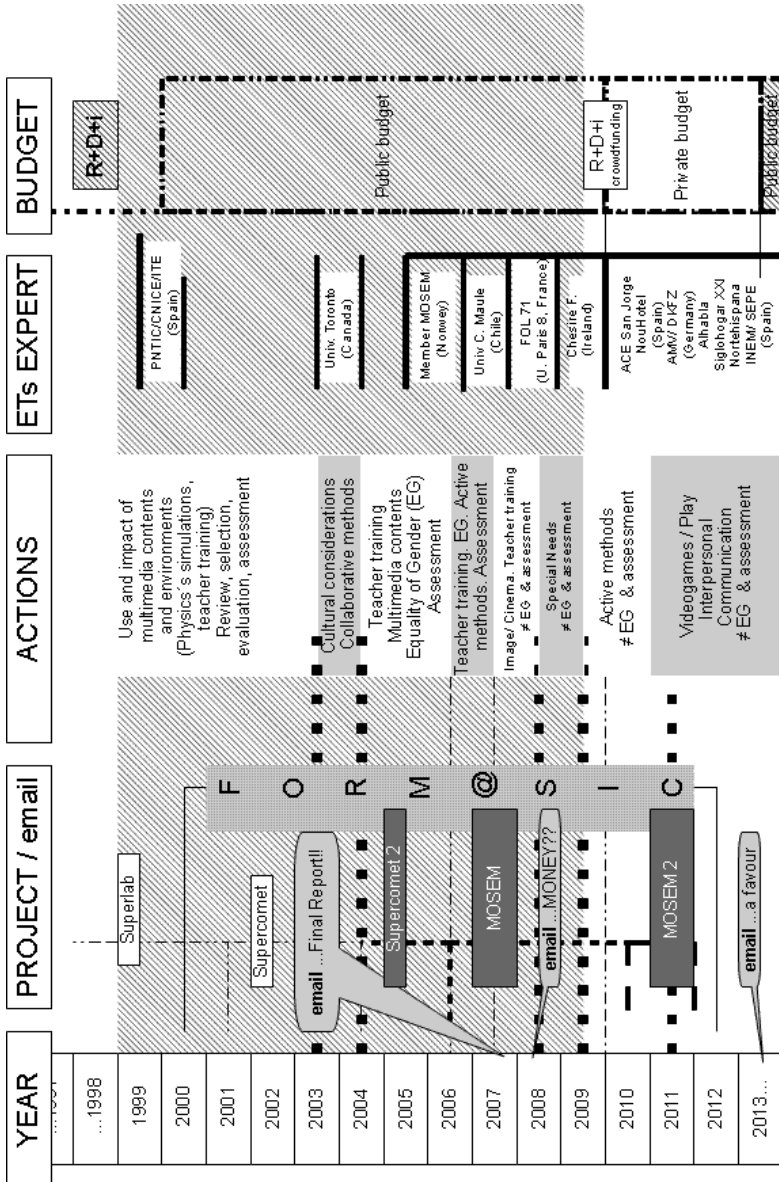 YEAR
PROJECT / email
ACTIONS
ETs EXPERT
BUDGET
...1998
1999
2000
2001
2002
2003
2004
2005
2006
2007
2008
2009
2010
2011
2012
2013...
Superlab
Supercomet
email ...Final Report!!
Supercomet 2
MOSEM
email ...MONEY??
MOSEM 2
email ...a favour
F O R M @ S I C
Use and impact of
multimedia contents
and environments
(Physics´s simulations,
teacher training)
Review, selection,
evaluation, assessment
Cultural considerations
Collaborative methods
Teacher training
Multimedia contents
Equality of Gender (EG)
Assessment
Teacher training. EG. Active
methods. Assessment
Image/ Cinema. Teacher training
≠ EG & assessment
Special Needs
≠ EG & assessment
Active methods
≠ EG & assessment
Videogames / Play
Interpersonal
Communication
≠ EG & assessment
PNTIC/CNICE/ITE
(Spain)
Univ. Toronto
(Canada)
Member MOSEM
(Norwey)
Univ C. Maule
(Chile)
FOL 71
(U. Paris 8, France)
Chesire F.
(Ireland)
ACE San Jorge
NouHotel
(Spain)
AMV/ DKFZ
(Germany)
Alhabla
Siglohogar XXI
Nortehispana
INEM/ SEPE
(Spain)
R+D+i
Public budget
R+D+i
crowdfunding
Private budget
Public budget